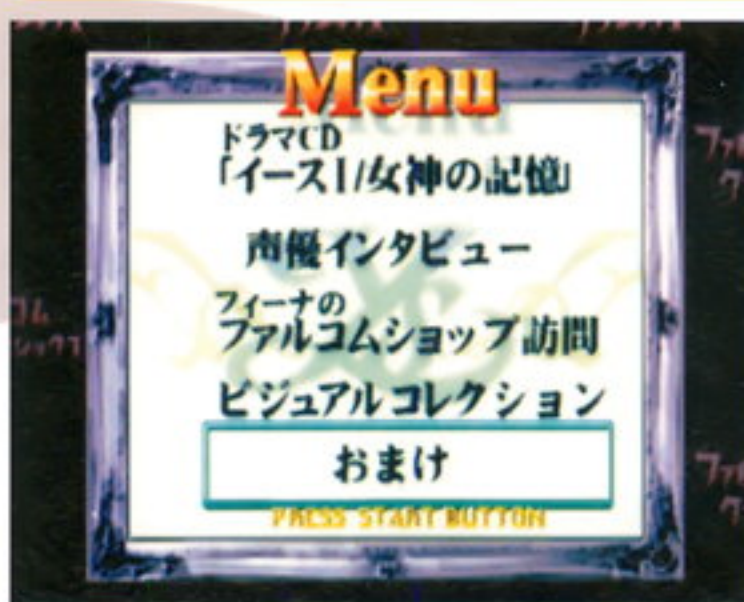 Menu
ドラマCD
「イースI/女神の記憶」
声優インタビュー
フィーナの
ファルコムショップ訪問
ビジュアルコレクション
おまけ
PRESS START BUTTON